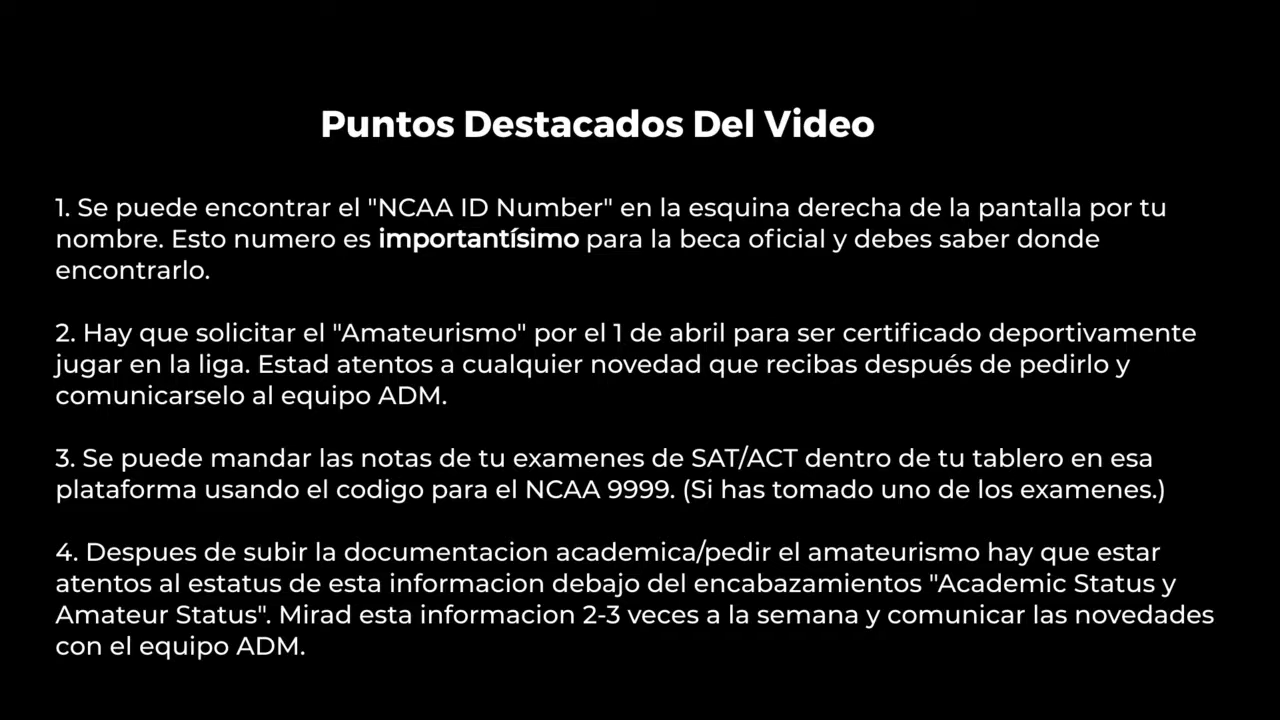 Puntos Destacados Del Video
1. Se puede encontrar el "NCAA ID Number" en la esquina derecha de la pantalla por tu
nombre. Esto numero es importantísimo para la beca oficial y debes saber donde
encontrarlo.
2. Hay que solicitar el "Amateurismo" por el 1 de abril para ser certificado deportivamente
jugar en la liga. Estad atentos a cualquier novedad que recibas después de pedirlo y
comunicarselo al equipo ADM.
3. Se puede mandar las notas de tu examenes de SAT/ACT dentro de tu tablero en esa
plataforma usando el codigo para el NCAA 9999. (Si has tomado uno de los examenes.)
4. Despues de subir la documentacion academica/pedir el amateurismo hay que estar
atentos al estatus de esta informacion debajo del encabazamientos "Academic Status y
Amateur Status". Mirad esta informacion 2-3 veces a la semana y comunicar las novedades
con el equipo ADM.